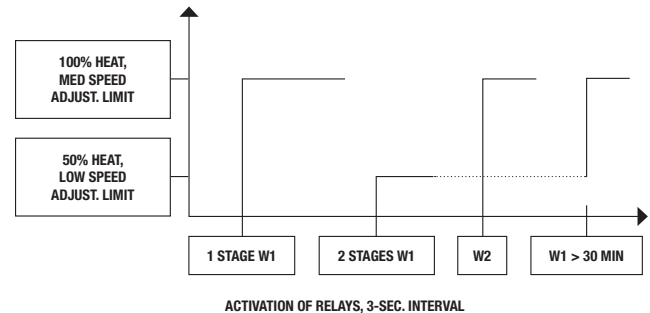 100% HEAT,
MED SPEED
ADJUST. LIMIT
50% HEAT,
LOW SPEED
ADJUST. LIMIT
1 STAGE W1
2 STAGES W1
W2
W1 > 30 MIN
ACTIVATION OF RELAYS, 3-SEC. INTERVAL